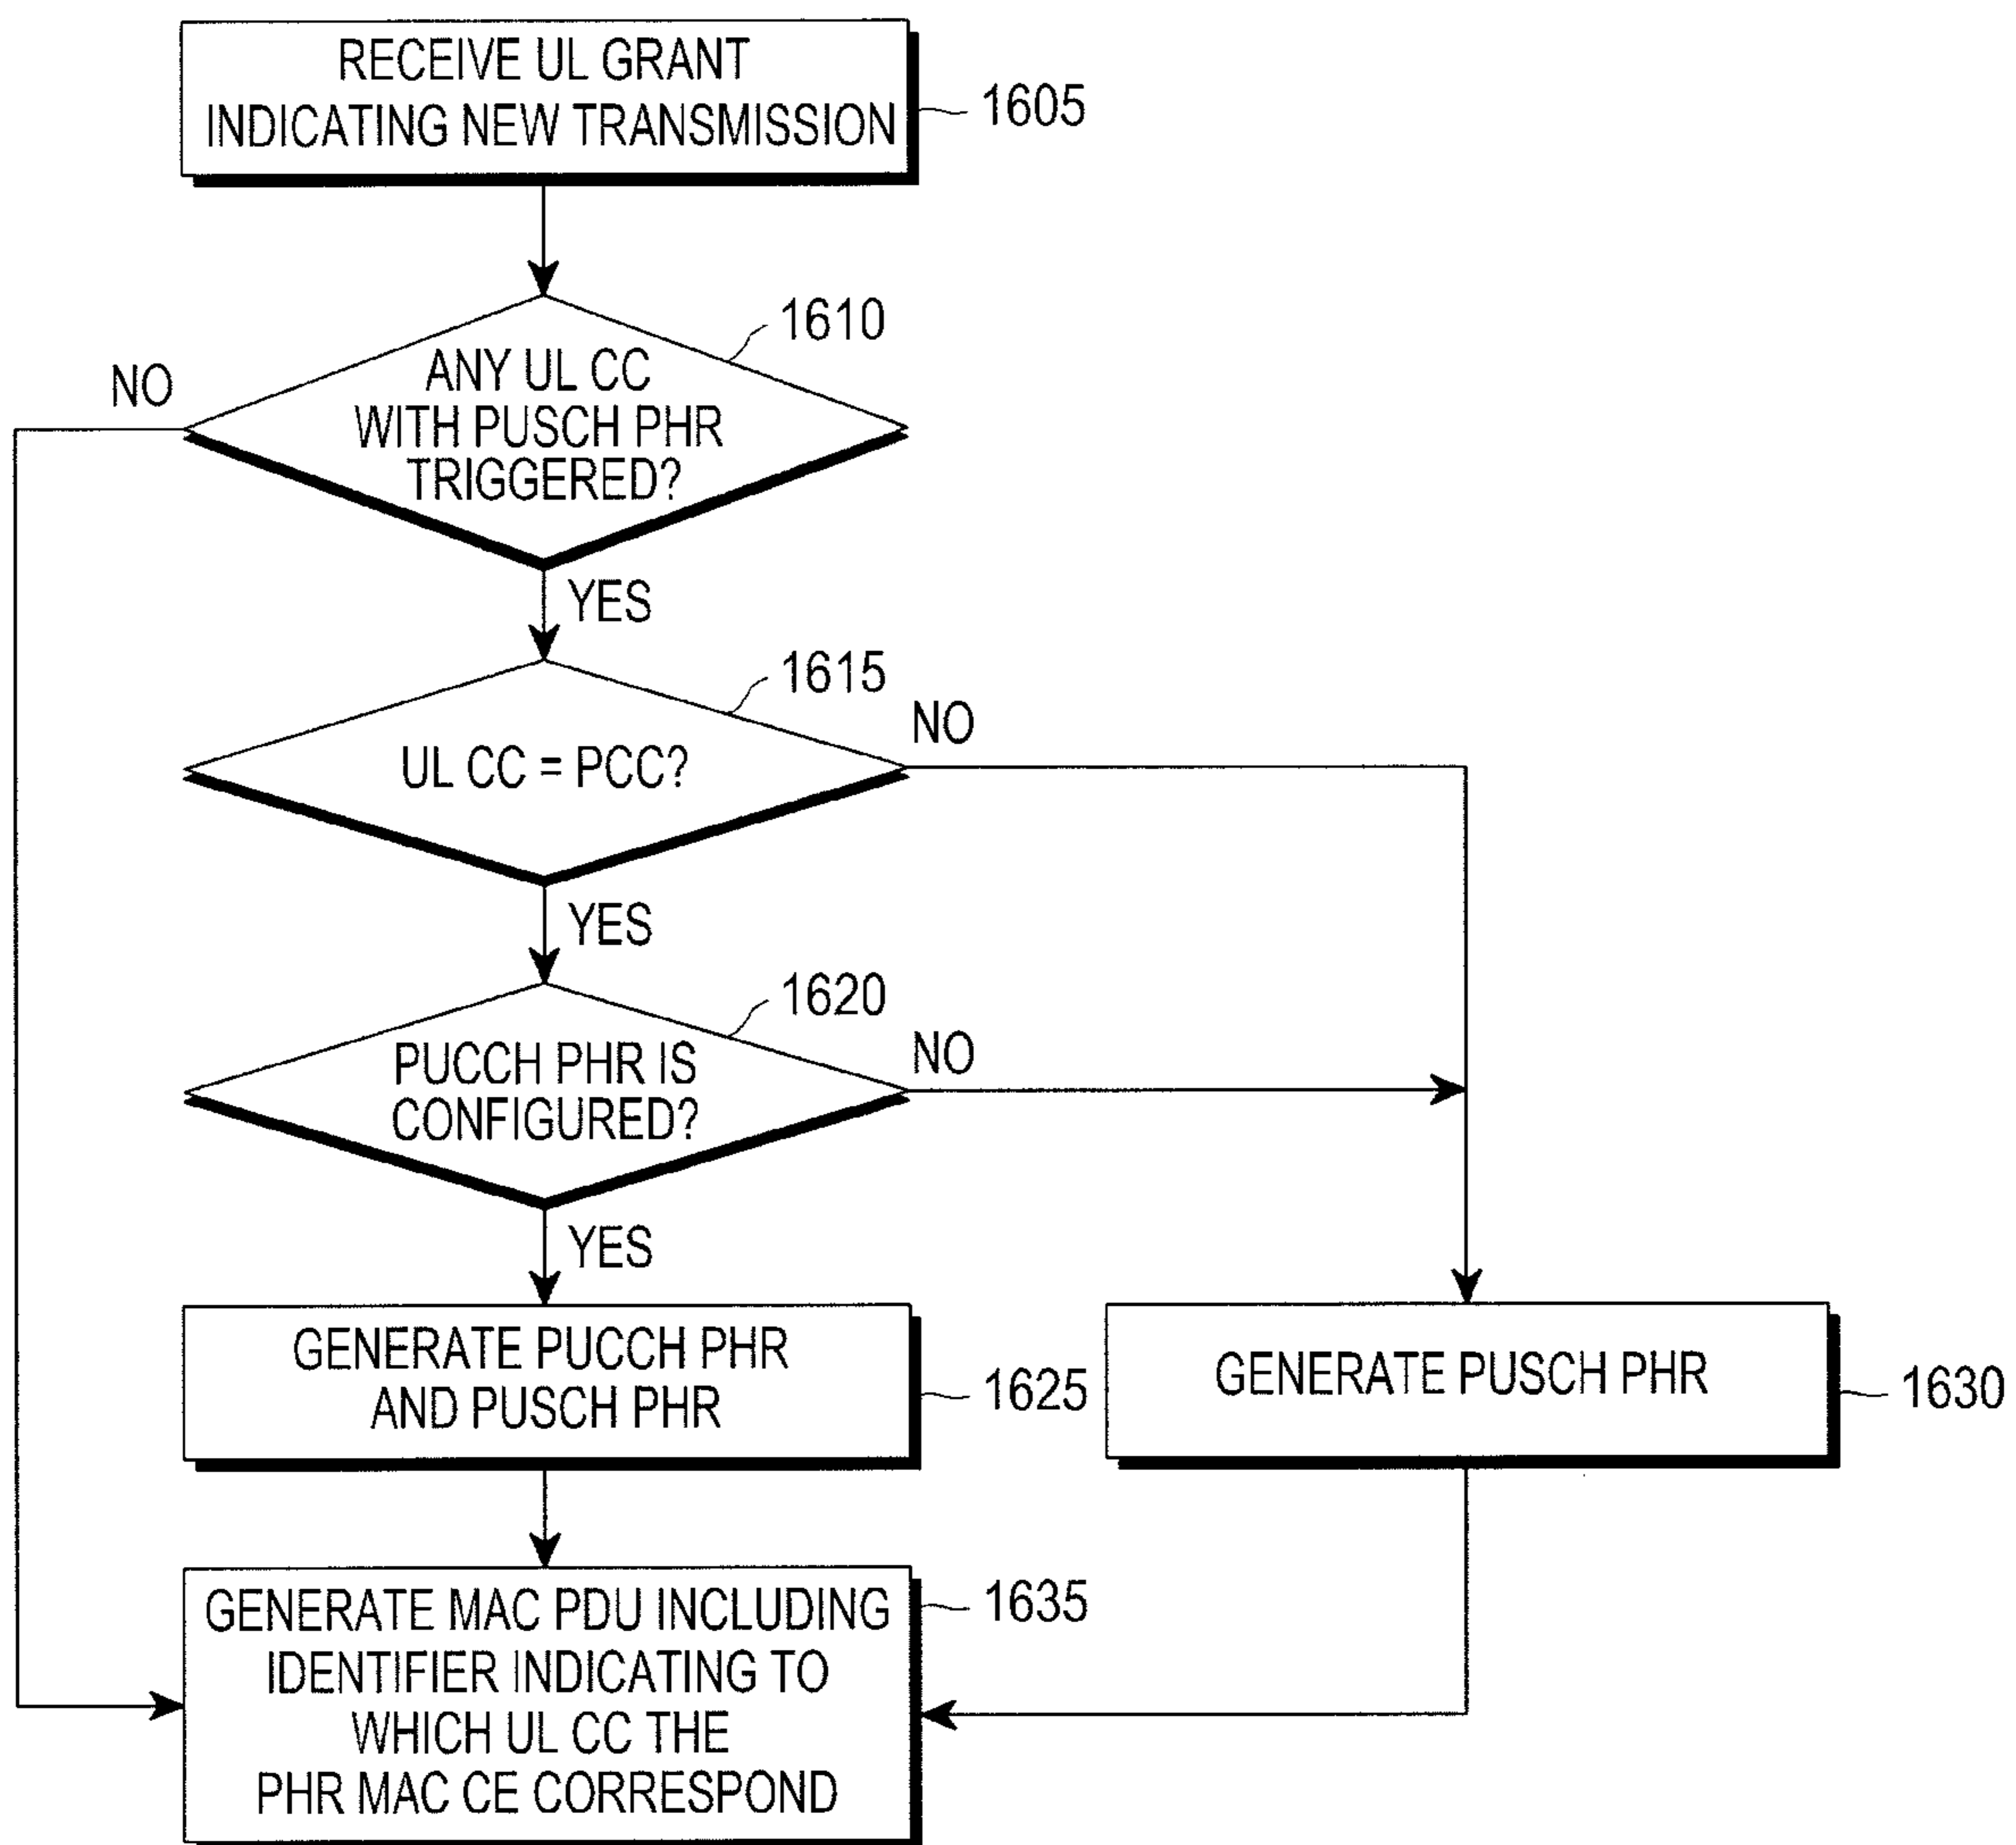 RECEIVE UL GRANT
INDICATING NEW TRANSMISSION
1605
1610
NO
ANY UL CC
WITH PUSCH PHR
TRIGGERED?
YES
1615
NO
UL CC = PCC?
YES
1620
NO
PUCCH PHR IS
CONFIGURED?
YES
GENERATE PUCCH PHR
AND PUSCH PHR
1625
GENERATE PUSCH PHR
1630
GENERATE MAC PDU INCLUDING
IDENTIFIER INDICATING TO
WHICH UL CC THE
PHR MAC CE CORRESPOND
1635